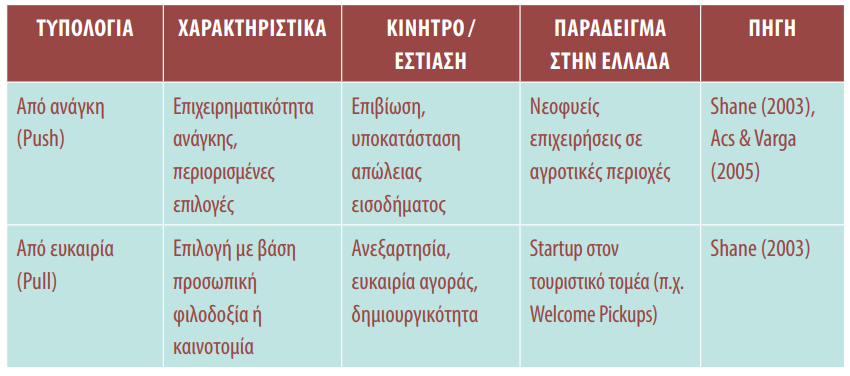 ΤΥΠΟΛΟΓΙΑ
ΧΑΡΑΚΤΗΡΙΣΤΙΚΑ
ΚΙΝΗΤΡΟ /
ΕΣΤΙΑΣΗ
ΠΑΡΑΔΕΙΓΜΑ
ΣΤΗΝ ΕΛΛΑΔΑ
ΠΗΓΗ
Από ανάγκη
(Push)
Επιχειρηματικότητα
ανάγκης,
περιορισμένες
επιλογές
Επιβίωση,
υποκατάσταση
απώλειας
εισοδήματος
Νεοφυείς
επιχειρήσεις σε
αγροτικές περιοχές
Shane (2003),
Acs & Varga
(2005)
Από ευκαιρία
(Pull)
Επιλογή με βάση
προσωπική
φιλοδοξία ή
καινοτομία
Ανεξαρτησία,
ευκαιρία αγοράς,
δημιουργικότητα
Startup στον
τουριστικό τομέα (π.χ.
Welcome Pickups)
Shane (2003)